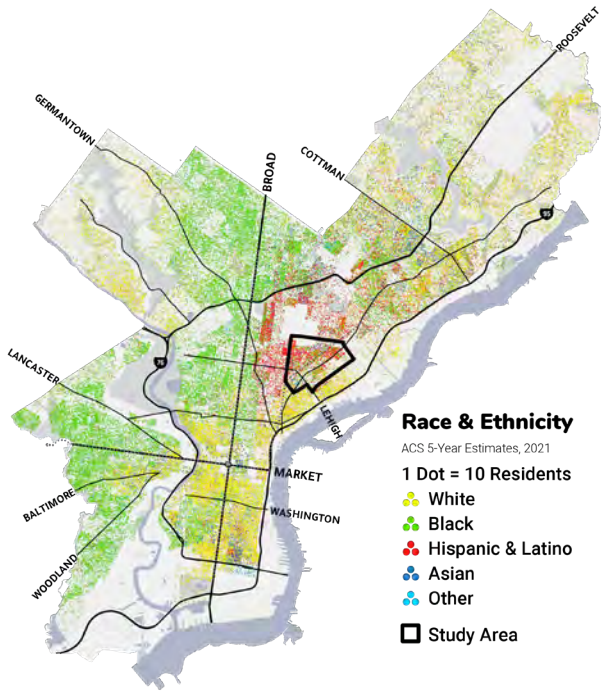 ROOSEVELT
GERMANTOWN
COTTMAN
BROAD
95
76
LANCASTER
LEHIGH
MARKET
BALTIMORE
WASHINGTON
WOODLAND
Race & Ethnicity
ACS 5-Year Estimates, 2021
1 Dot = 10 Residents
White
Black
Hispanic & Latino
Asian
Other
Study Area